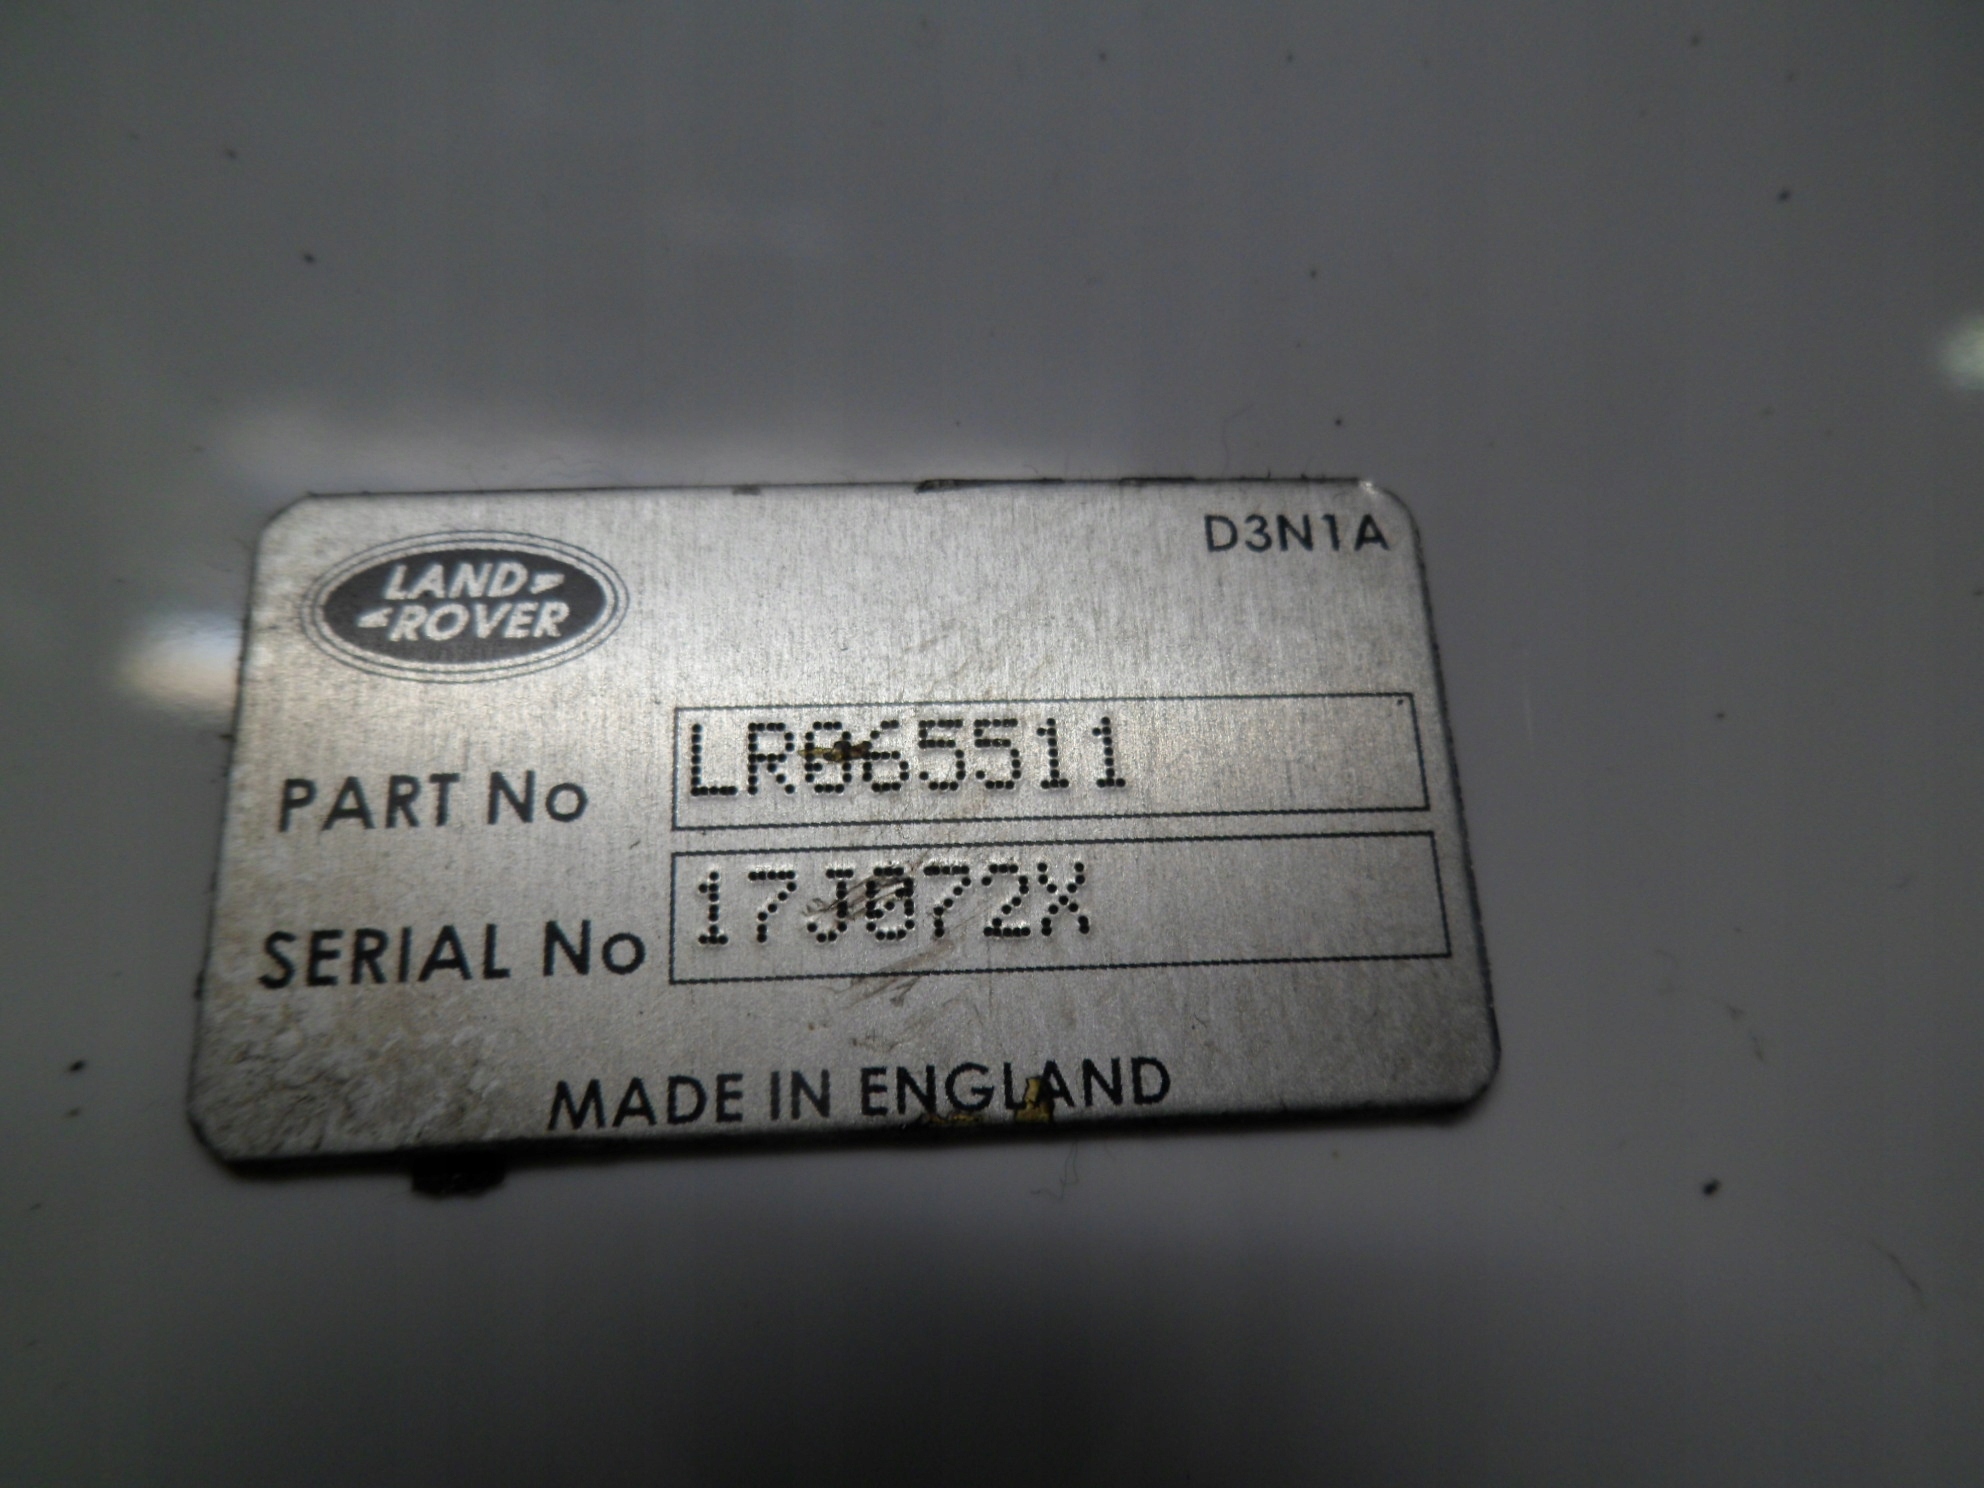 D3N1A
LAND
ROVER
PART No LR065511
SERIAL No 17J072X
MADE IN ENGLAND